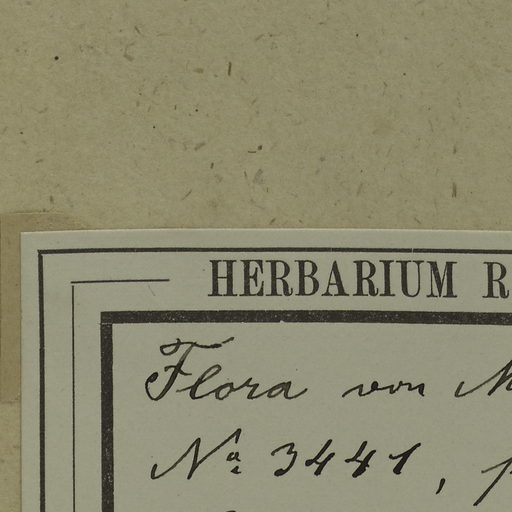 HERBARIUM R
Flora von M
Nº 3441, p